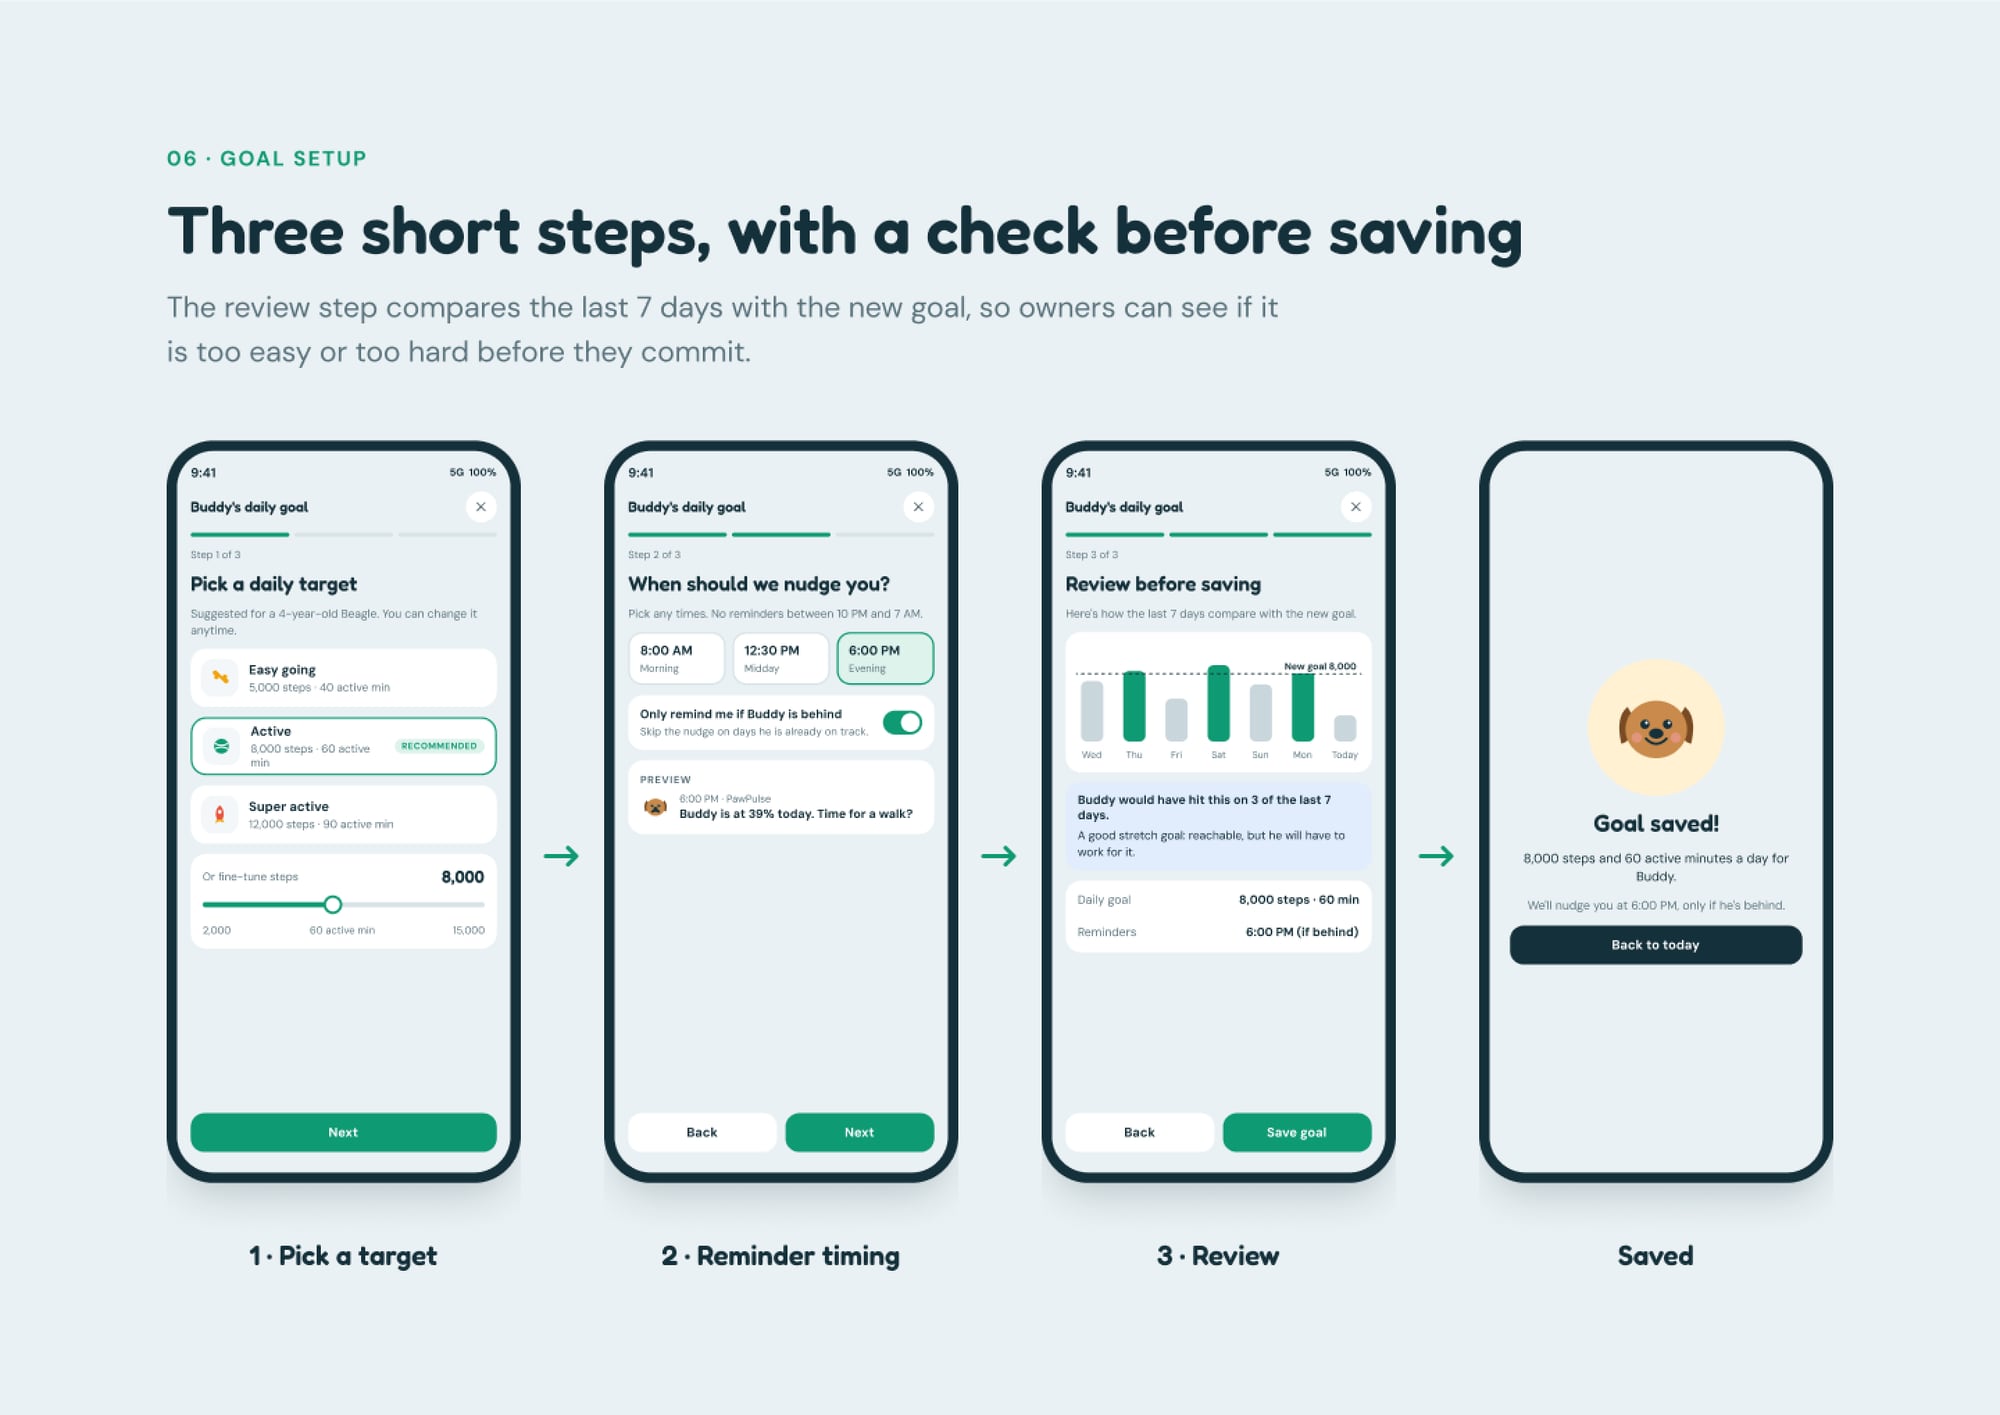 06 · GOAL SETUP
Three short steps, with a check before saving
The review step compares the last 7 days with the new goal, so owners can see if it
is too easy or too hard before they commit.
9:41
5G 100%
Buddy's daily goal
Step 1 of 3
Pick a daily target
Suggested for a 4-year-old Beagle. You can change it
anytime.
Easy going
5,000 steps · 40 active min
Active
8,000 steps · 60 active
min
RECOMMENDED
Super active
12,000 steps · 90 active min
Or fine-tune steps
8,000
2,000
60 active min
15,000
Next
1 · Pick a target
9:41
5G 100%
Buddy's daily goal
Step 2 of 3
When should we nudge you?
Pick any times. No reminders between 10 PM and 7 AM.
8:00 AM
Morning
12:30 PM
Midday
6:00 PM
Evening
Only remind me if Buddy is behind
Skip the nudge on days he is already on track.
PREVIEW
6:00 PM · PawPulse
Buddy is at 39% today. Time for a walk?
Back
Next
2 · Reminder timing
9:41
5G 100%
Buddy's daily goal
Step 3 of 3
Review before saving
Here's how the last 7 days compare with the new goal.
New goal 8,000
Wed
Thu
Fri
Sat
Sun
Mon
Today
Buddy would have hit this on 3 of the last 7
days.
A good stretch goal: reachable, but he will have to
work for it.
Daily goal
8,000 steps · 60 min
Reminders
6:00 PM (if behind)
Back
Save goal
3 · Review
Goal saved!
8,000 steps and 60 active minutes a day for
Buddy.
We'll nudge you at 6:00 PM, only if he's behind.
Back to today
Saved